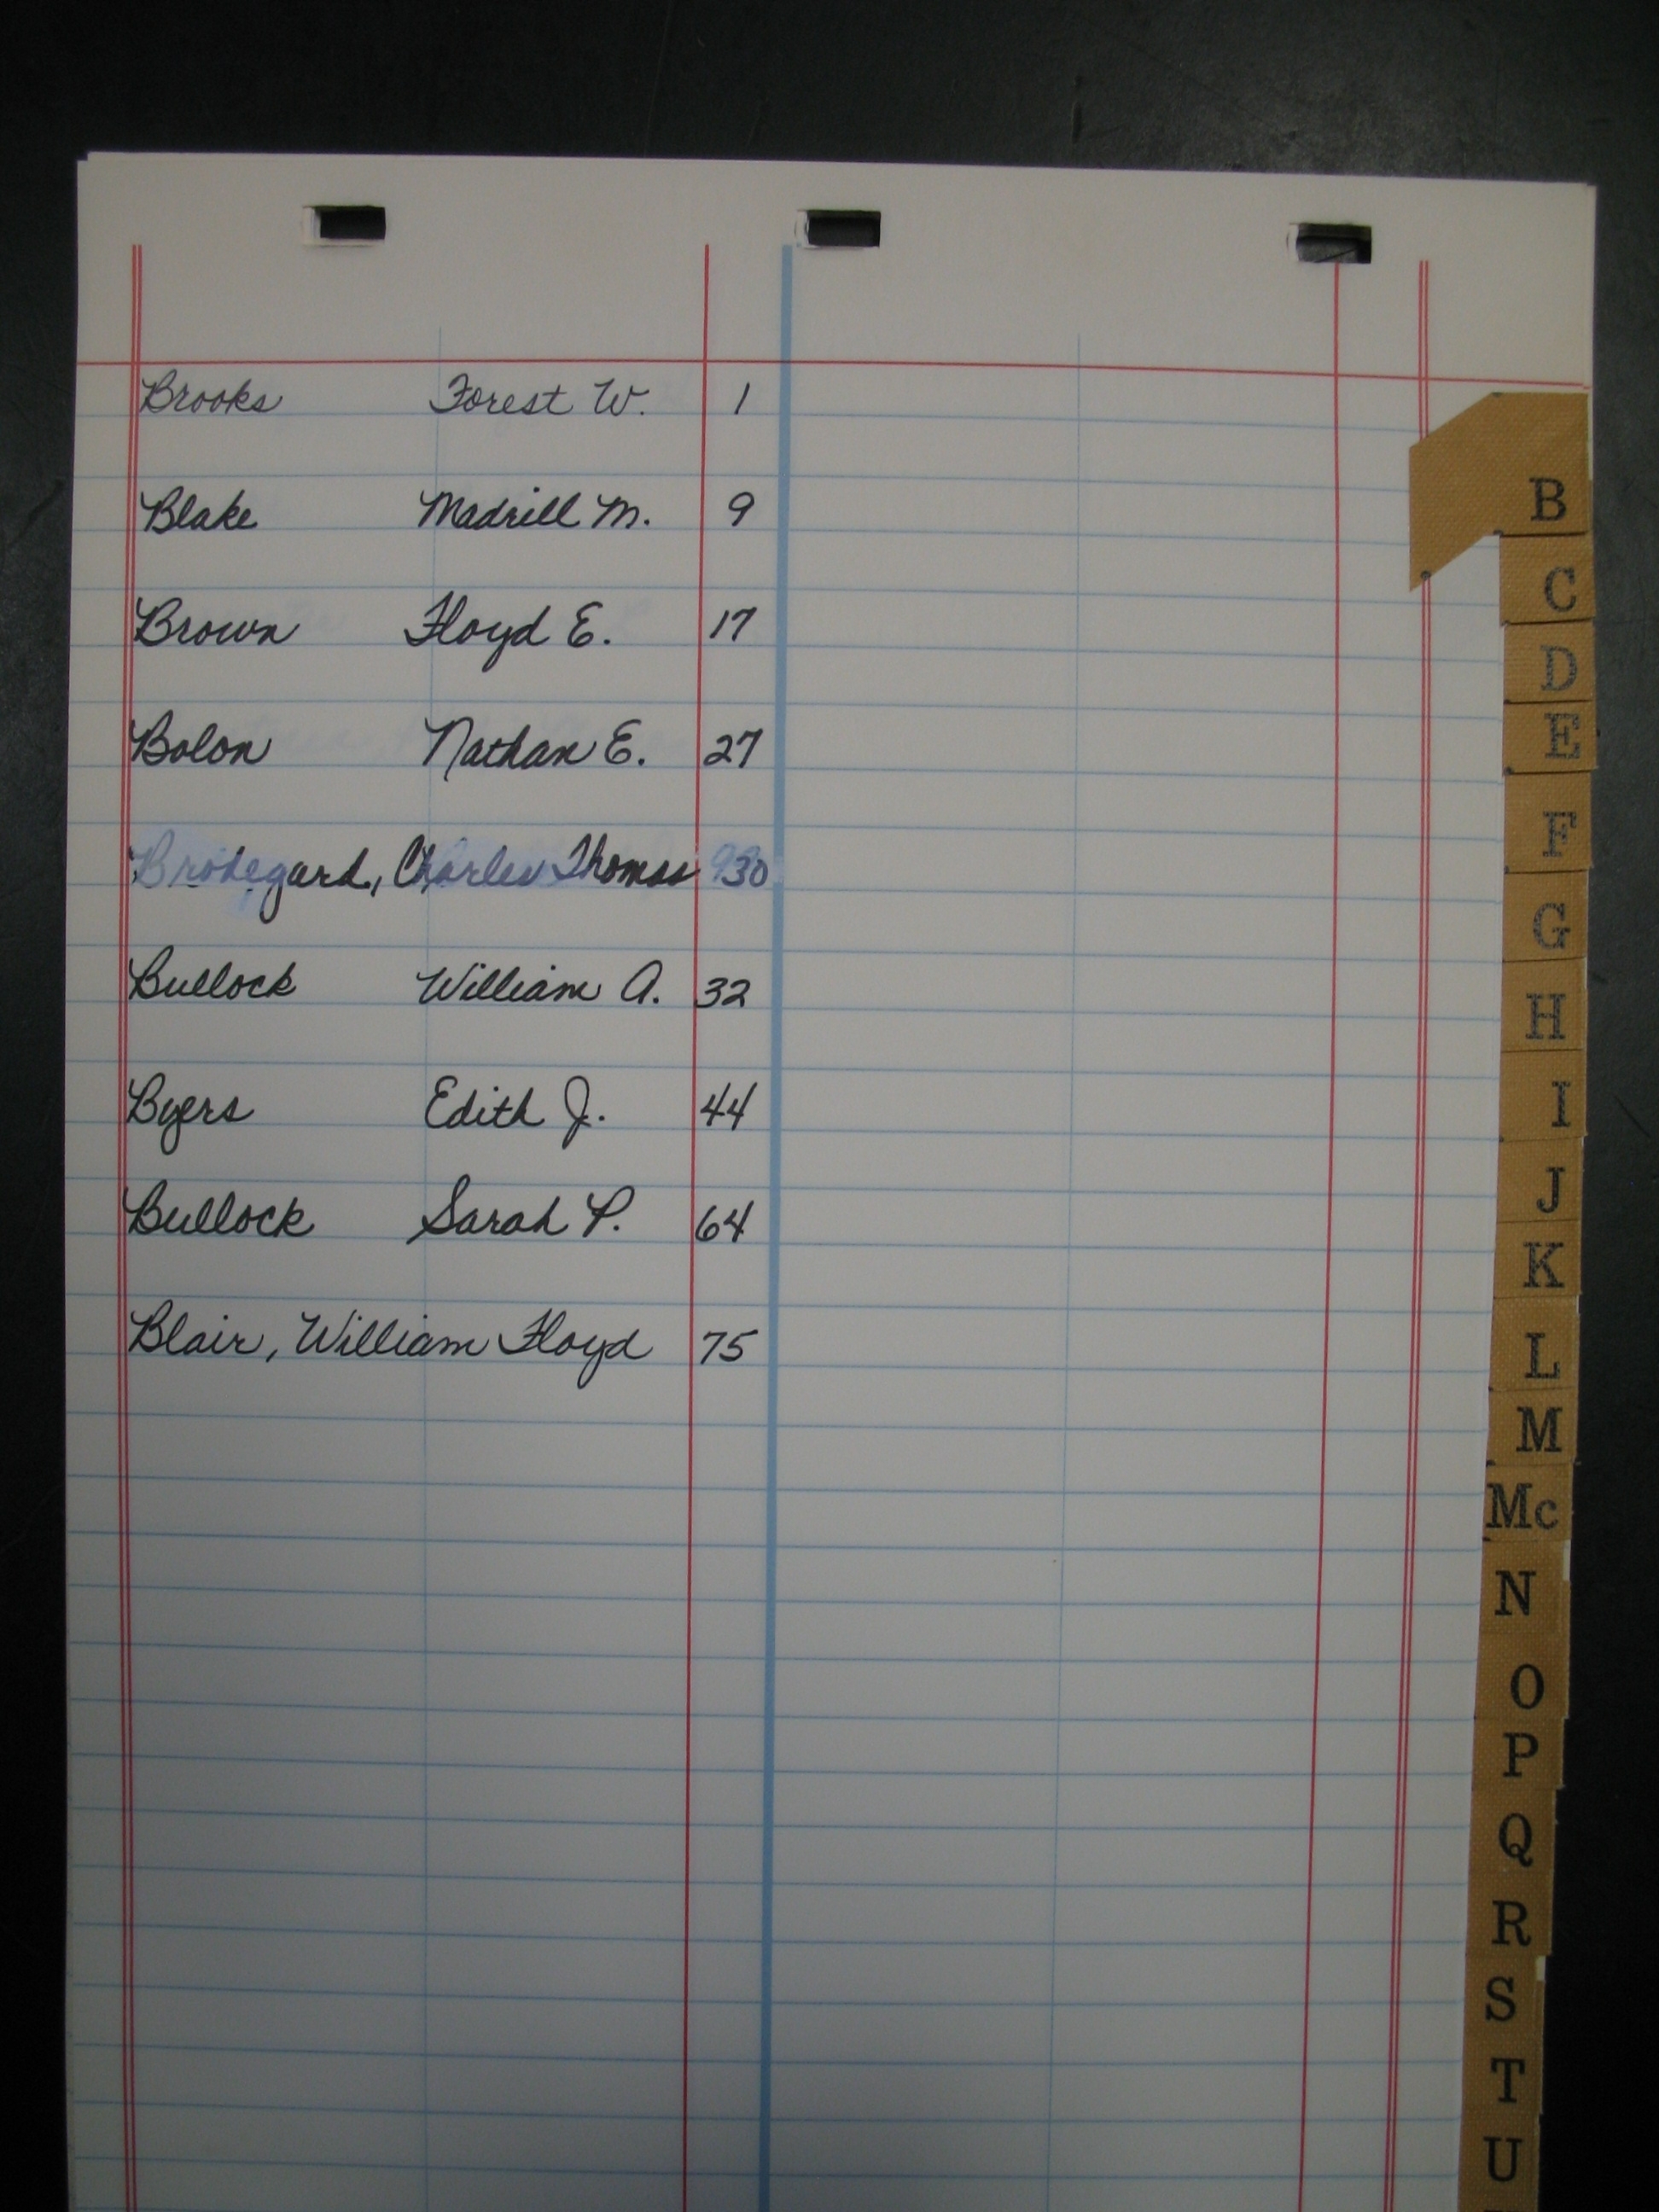 Brooks Forest W. 1
B
Blake Madrill M. 9
C
Brown Floyd E. 17
D
Bolon Nathan E. 27
E
F
Charles Thomas 30
G
Bullock William A. 32
H
Byers Edith J. 44
I
J
Bullock Sarah P. 64
K
Blair, William Floyd 75
L
M
Mc
N
O
P
Q
R
S
T
U